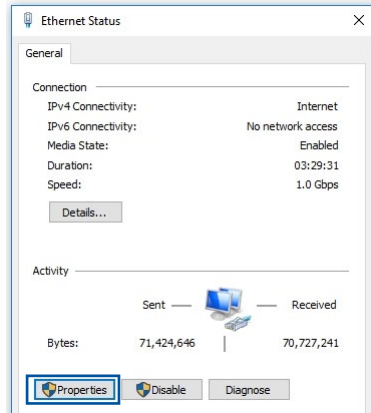 Ethernet Status
General
Connection
IPv4 Connectivity: Internet
IPv6 Connectivity: No network access
Media State: Enabled
Duration: 03:29:31
Speed: 1.0 Gbps
Details...
Activity
Sent Received
Bytes: 71,424,646 70,727,241
Properties Disable Diagnose